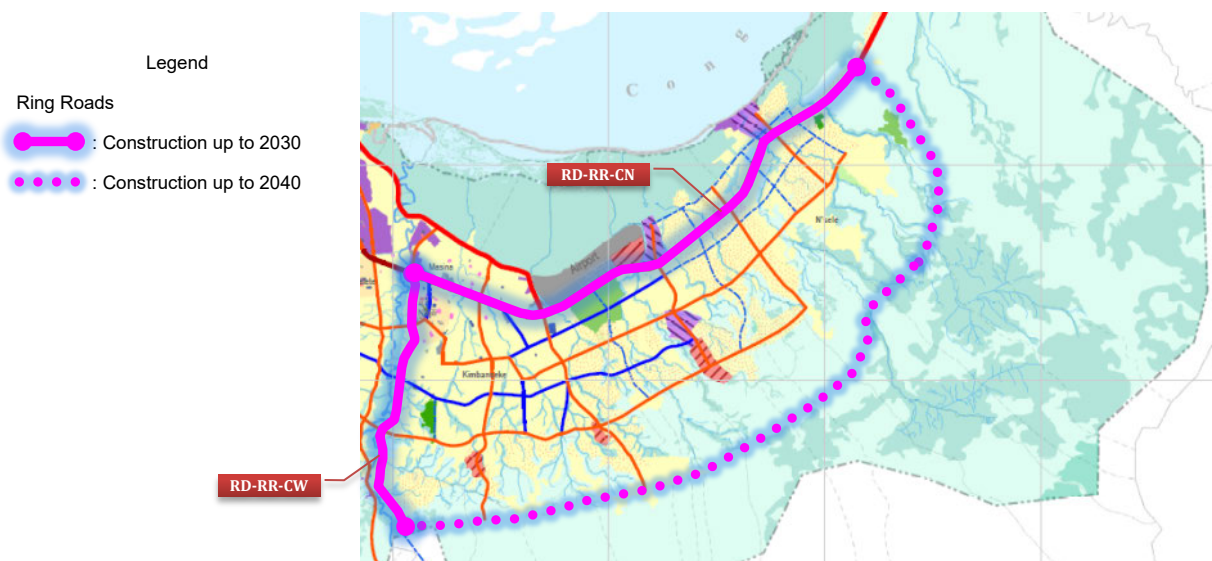 Legend
Ring Roads
: Construction up to 2030
: Construction up to 2040
C o n g
RD-RR-CN
N'sele
Airport
Masina
Kimbanseke
RD-RR-CW